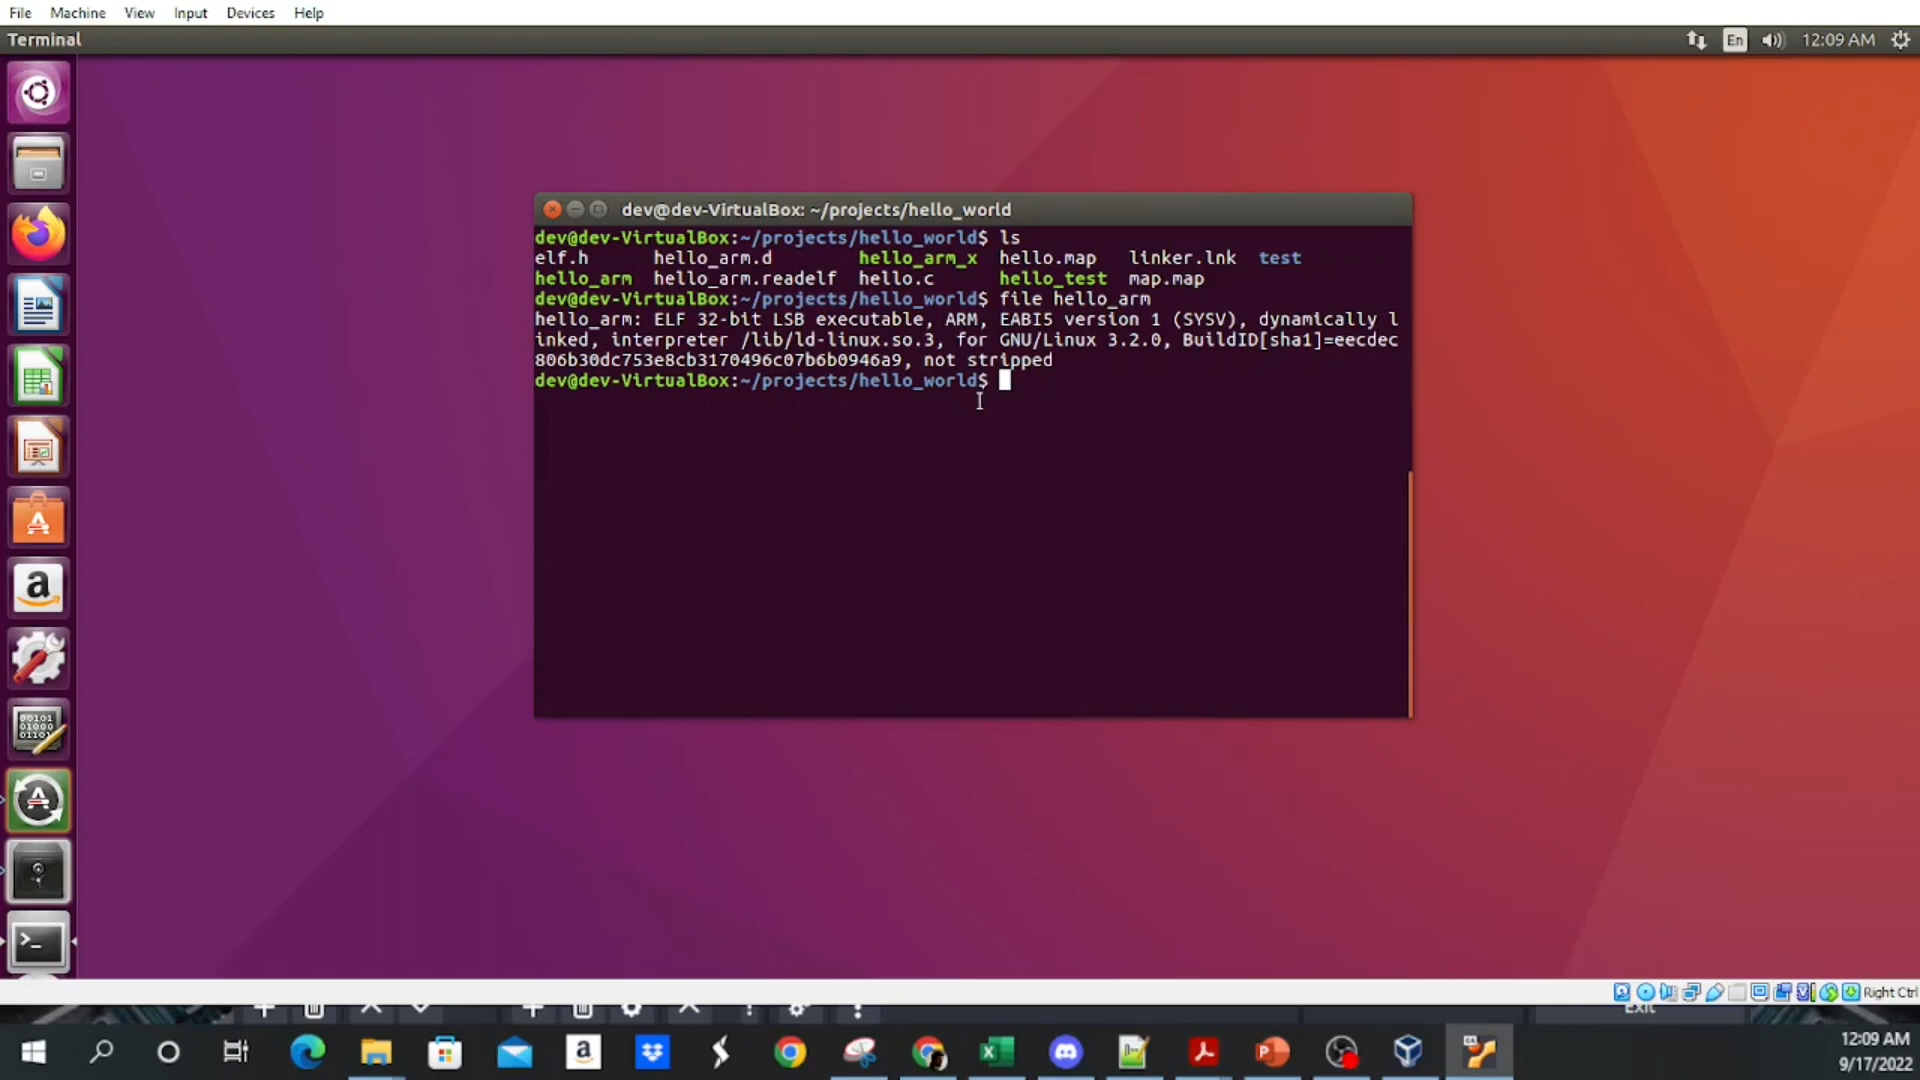 File Machine View Input Devices Help
Terminal
En 12:09 AM
dev@dev-VirtualBox: ~/projects/hello_world
dev@dev-VirtualBox:~/projects/hello_world$ ls
elf.h hello_arm.d hello_arm_x hello.map linker.lnk test
hello_arm hello_arm.readelf hello.c hello_test map.map
dev@dev-VirtualBox:~/projects/hello_world$ file hello_arm
hello_arm: ELF 32-bit LSB executable, ARM, EABI5 version 1 (SYSV), dynamically l
inked, interpreter /lib/ld-linux.so.3, for GNU/Linux 3.2.0, BuildID[sha1]=eecdec
806b30dc753e8cb3170496c07b6b0946a9, not stripped
dev@dev-VirtualBox:~/projects/hello_world$
Right Ctrl
Exit
12:09 AM
9/17/2022